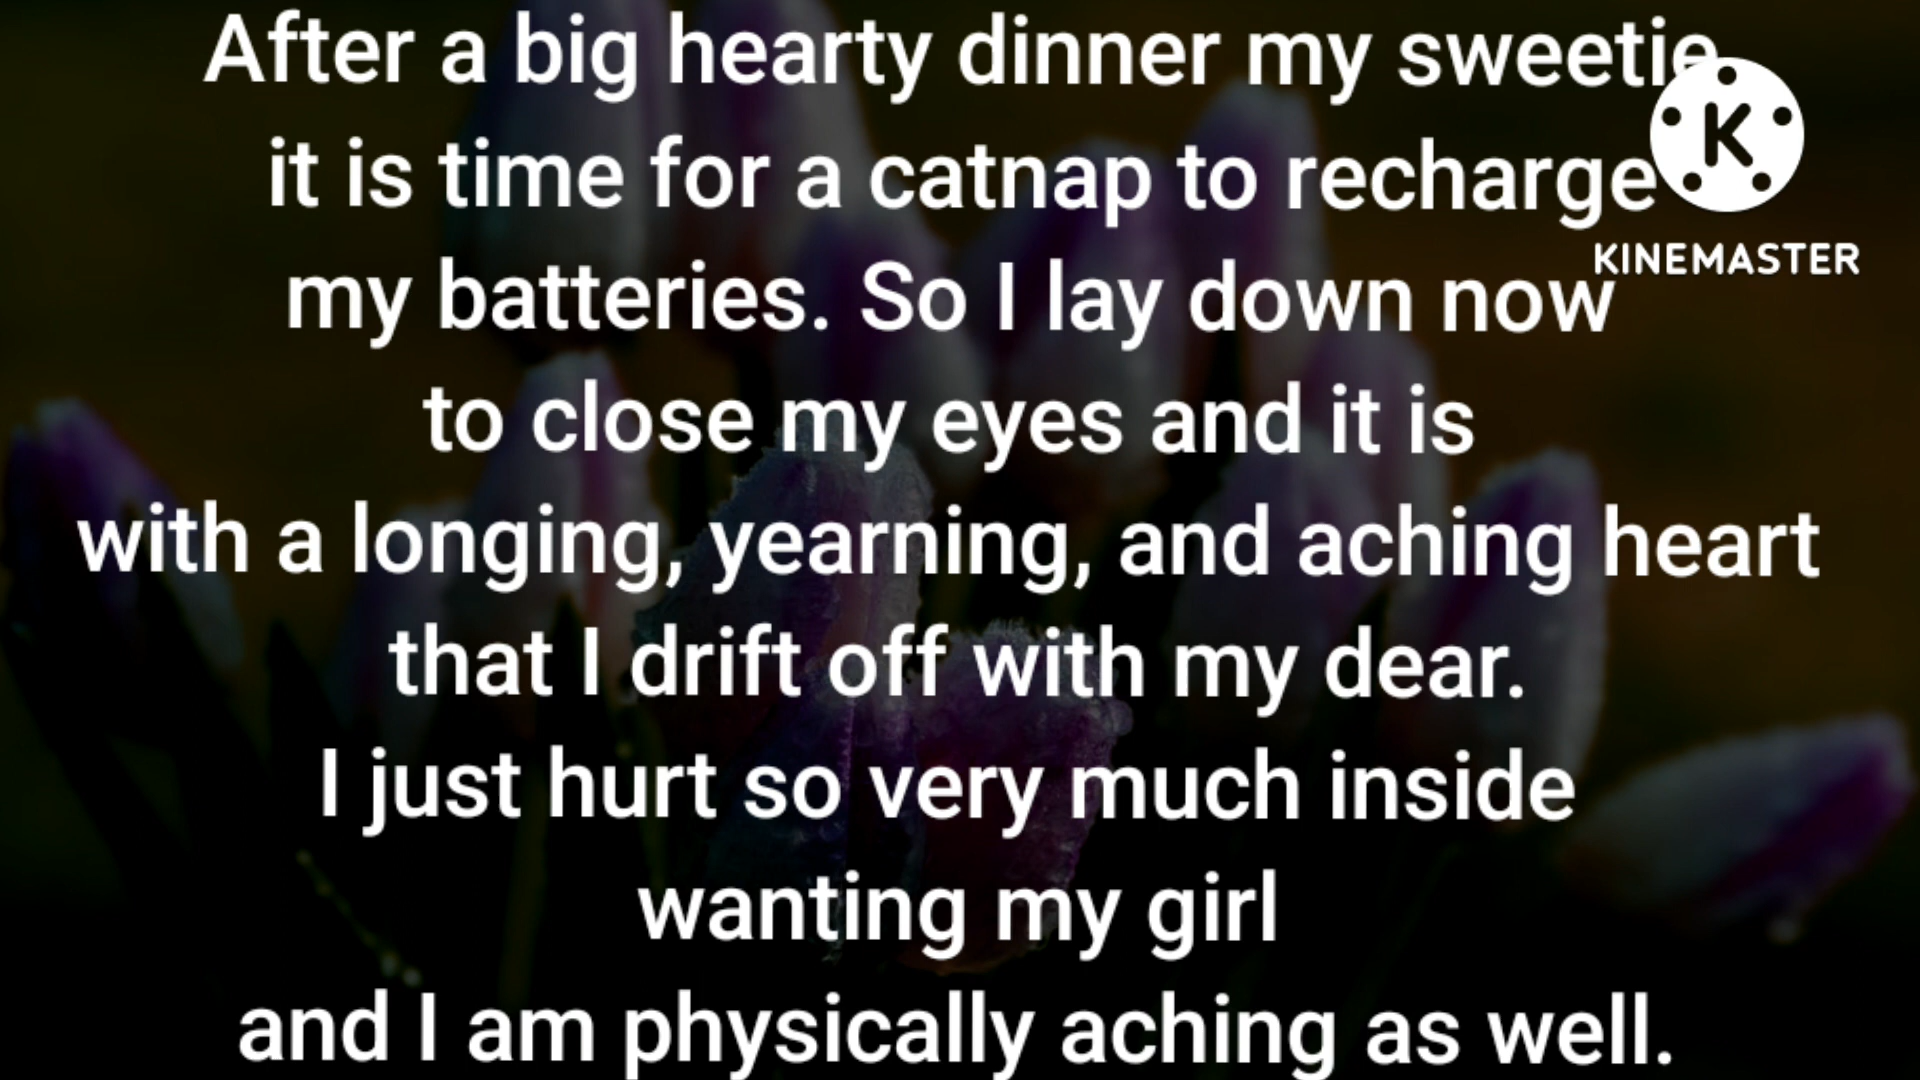 After a big hearty dinner my sweetie
it is time for a catnap to recharge
my batteries. So I lay down now
to close my eyes and it is
with a longing, yearning, and aching heart
that I drift off with my dear.
I just hurt so very much inside
wanting my girl
and I am physically aching as well.
K
KINEMASTER